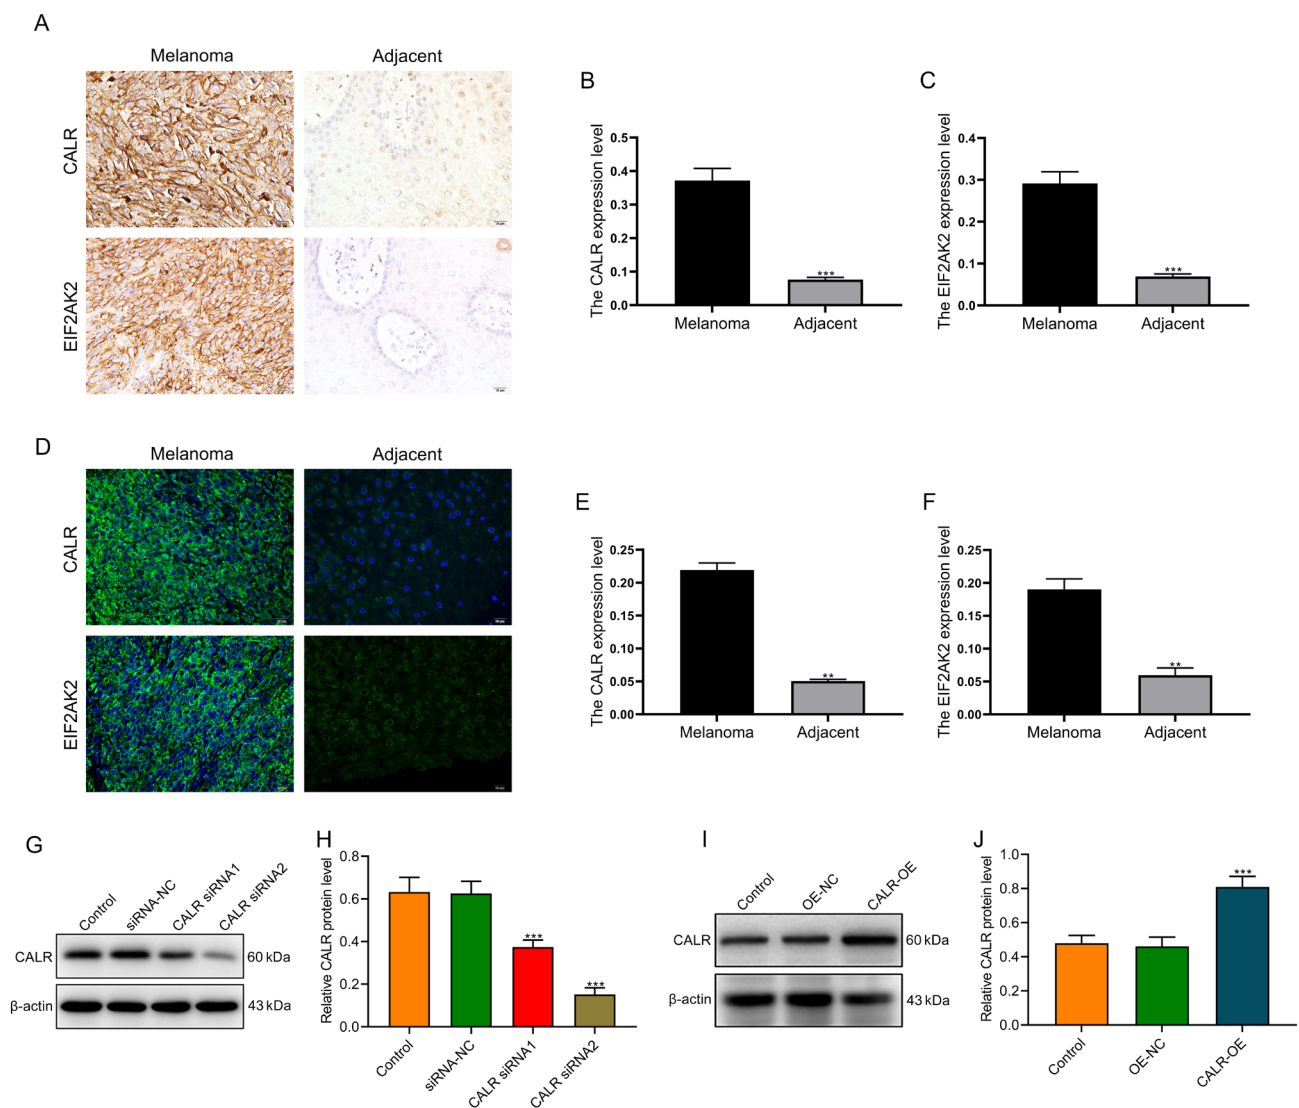 A
Melanoma
Adjacent
CALR
EIF2AK2
B
The CALR expression level
0.5
0.4
0.3
0.2
0.1
0.0
***
Melanoma
Adjacent
C
The EIF2AK2 expression level
0.4
0.3
0.2
0.1
0.0
***
Melanoma
Adjacent
D
Melanoma
Adjacent
CALR
EIF2AK2
E
The CALR expression level
0.25
0.20
0.15
0.10
0.05
0.00
**
Melanoma
Adjacent
F
The EIF2AK2 expression level
0.25
0.20
0.15
0.10
0.05
0.00
**
Melanoma
Adjacent
G
Control
siRNA-NC
CALR siRNA1
CALR siRNA2
CALR
60 kDa
β-actin
43 kDa
H
Relative CALR protein level
0.8
0.6
0.4
0.2
0.0
***
***
Control
siRNA-NC
CALR siRNA1
CALR siRNA2
I
Control
OE-NC
CALR-OE
CALR
60 kDa
β-actin
43 kDa
J
Relative CALR protein level
1.0
0.8
0.6
0.4
0.2
0.0
***
Control
OE-NC
CALR-OE